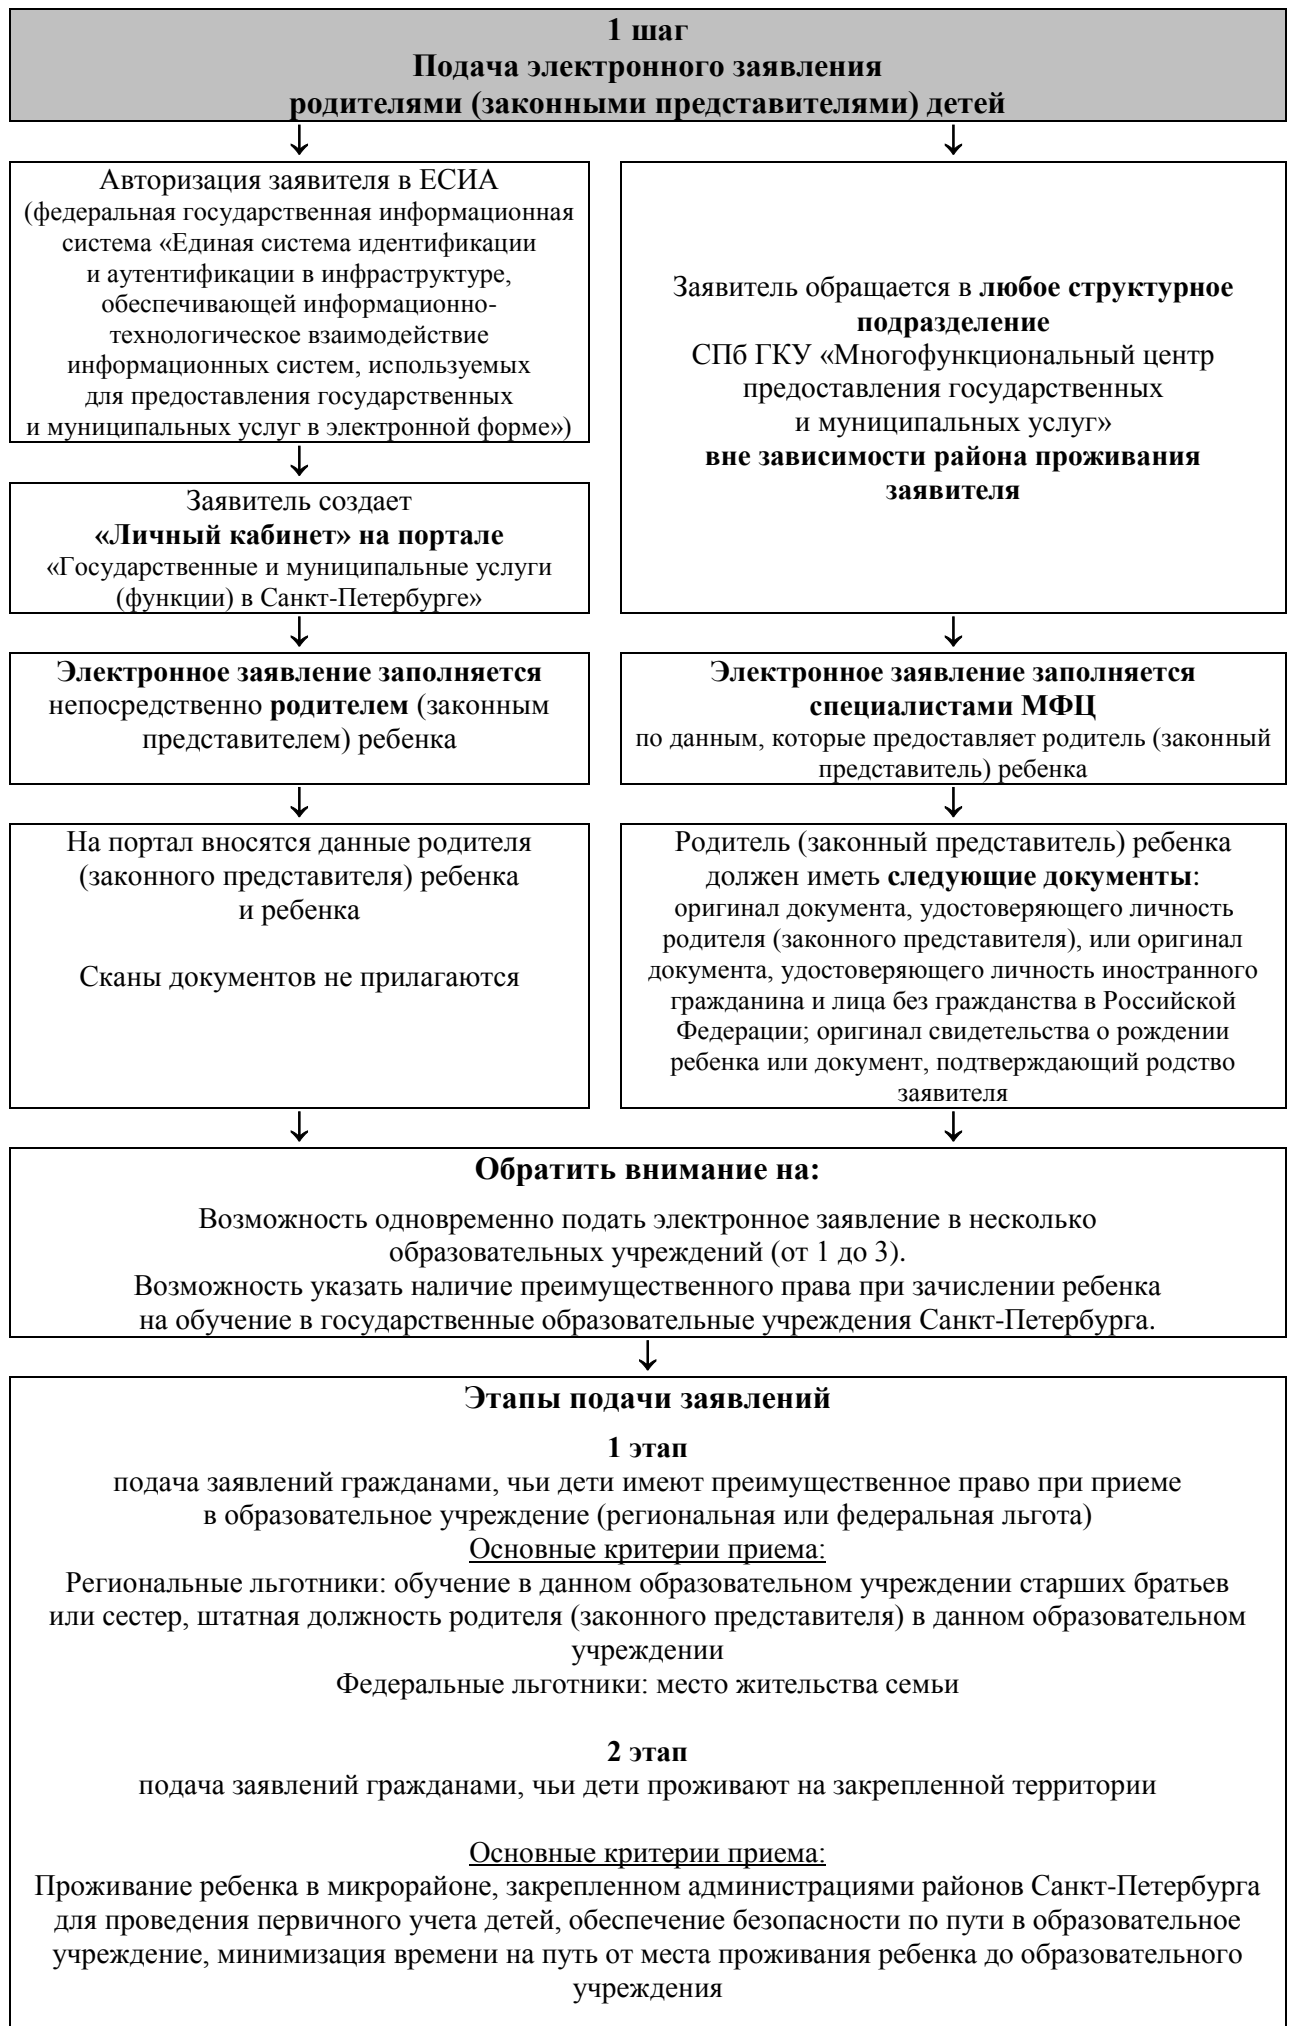 1 шаг
Подача электронного заявления
родителями (законными представителями) детей
↓
↓
Авторизация заявителя в ЕСИА
(федеральная государственная информационная
система «Единая система идентификации
и аутентификации в инфраструктуре,
обеспечивающей информационно-
технологическое взаимодействие
информационных систем, используемых
для предоставления государственных
и муниципальных услуг в электронной форме»)
↓
Заявитель создает
«Личный кабинет» на портале
«Государственные и муниципальные услуги
(функции) в Санкт-Петербурге»
Заявитель обращается в любое структурное
подразделение
СПб ГКУ «Многофункциональный центр
предоставления государственных
и муниципальных услуг»
вне зависимости района проживания
заявителя
↓
↓
Электронное заявление заполняется
непосредственно родителем (законным
представителем) ребенка
Электронное заявление заполняется
специалистами МФЦ
по данным, которые предоставляет родитель (законный
представитель) ребенка
↓
↓
На портал вносятся данные родителя
(законного представителя) ребенка
и ребенка
Сканы документов не прилагаются
Родитель (законный представитель) ребенка
должен иметь следующие документы:
оригинал документа, удостоверяющего личность
родителя (законного представителя), или оригинал
документа, удостоверяющего личность иностранного
гражданина и лица без гражданства в Российской
Федерации; оригинал свидетельства о рождении
ребенка или документ, подтверждающий родство
заявителя
↓
↓
Обратить внимание на:
Возможность одновременно подать электронное заявление в несколько
образовательных учреждений (от 1 до 3).
Возможность указать наличие преимущественного права при зачислении ребенка
на обучение в государственные образовательные учреждения Санкт-Петербурга.
↓
Этапы подачи заявлений
1 этап
подача заявлений гражданами, чьи дети имеют преимущественное право при приеме
в образовательное учреждение (региональная или федеральная льгота)
Основные критерии приема:
Региональные льготники: обучение в данном образовательном учреждении старших братьев
или сестер, штатная должность родителя (законного представителя) в данном образовательном
учреждении
Федеральные льготники: место жительства семьи
2 этап
подача заявлений гражданами, чьи дети проживают на закрепленной территории
Основные критерии приема:
Проживание ребенка в микрорайоне, закрепленном администрациями районов Санкт-Петербурга
для проведения первичного учета детей, обеспечение безопасности по пути в образовательное
учреждение, минимизация времени на путь от места проживания ребенка до образовательного
учреждения